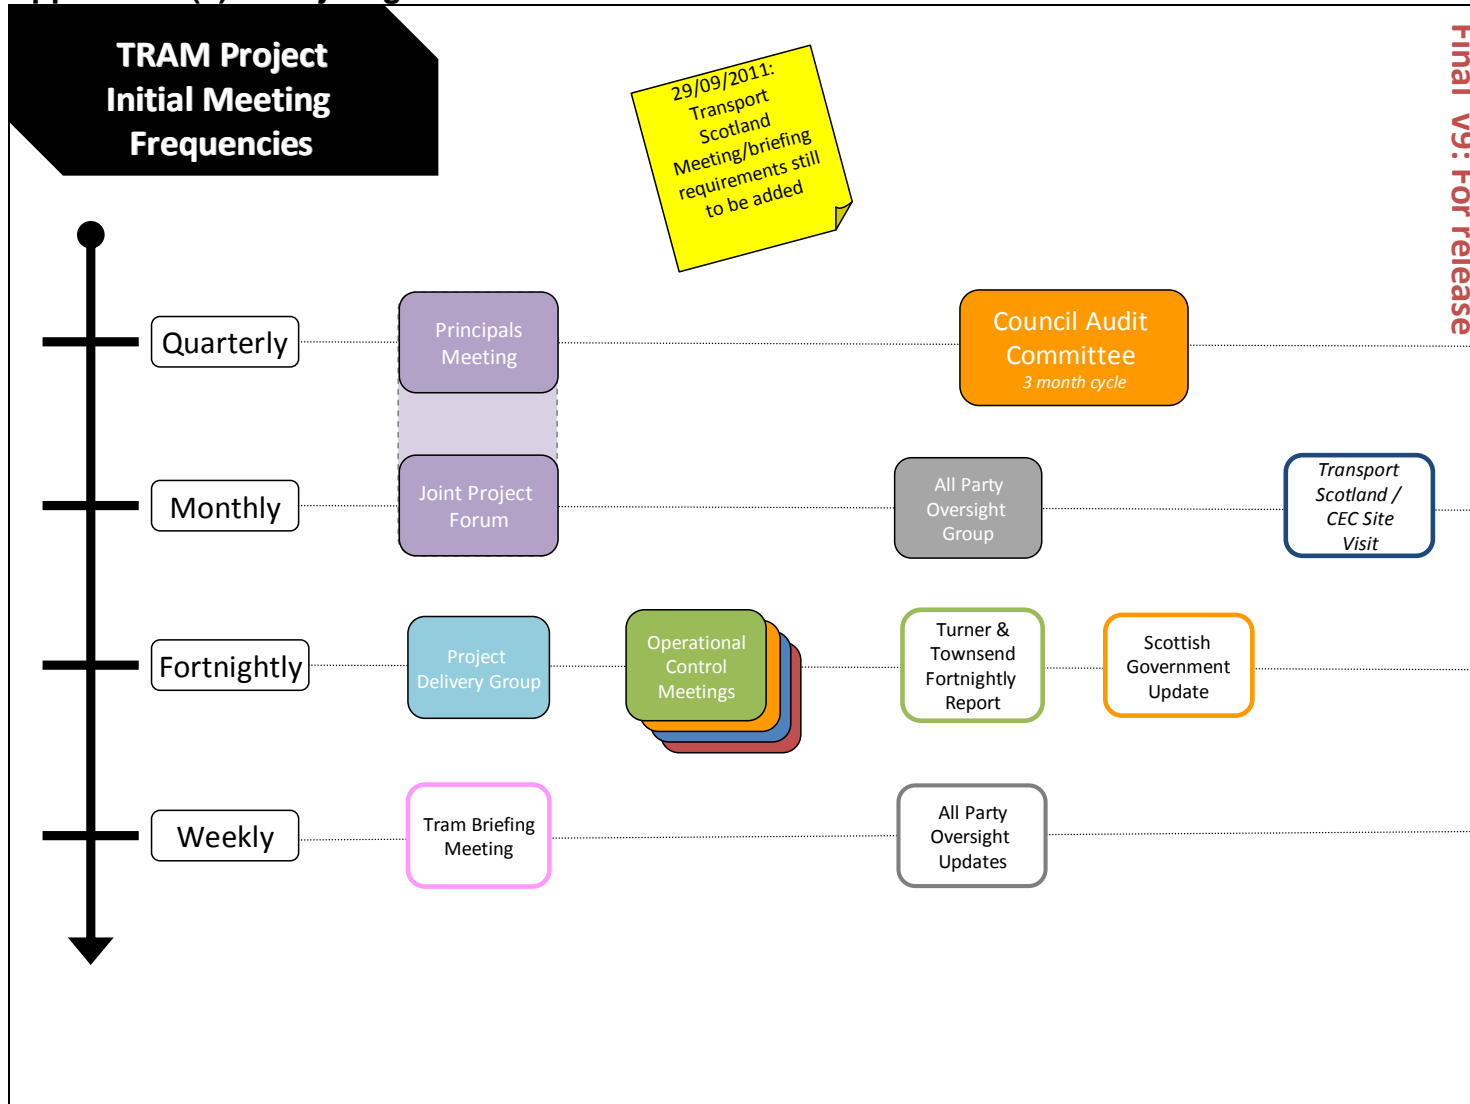 TRAM Project
Initial Meeting
Frequencies
29/09/2011:
Transport
Scotland
Meeting/briefing
requirements still
to be added
Final v9: For release
Quarterly
Principals
Meeting
Council Audit
Committee
3 month cycle
Monthly
Joint Project
Forum
All Party
Oversight
Group
Transport
Scotland /
CEC Site
Visit
Fortnightly
Project
Delivery Group
Operational
Control
Meetings
Turner &
Townsend
Fortnightly
Report
Scottish
Government
Update
Weekly
Tram Briefing
Meeting
All Party
Oversight
Updates